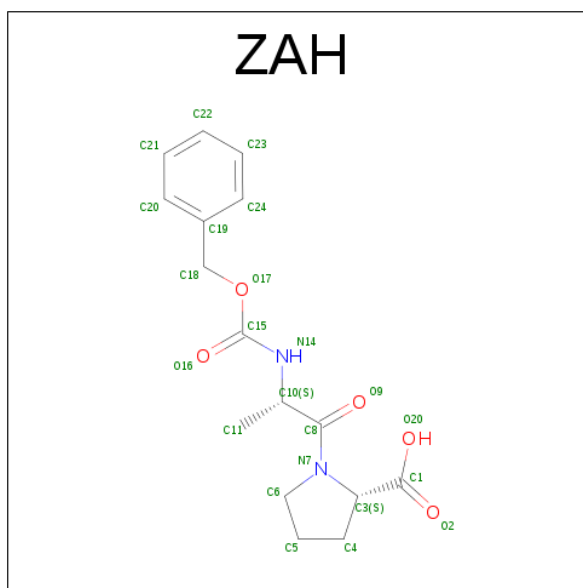 ZAH
C22
C21
C23
C20
C24
C19
C18
O17
O
C15
N14
O
NH
O16
C10(S)
O9
O
C11
C8
O20
OH
N7
N
C1
C6
C3(S)
O
O2
C5
C4